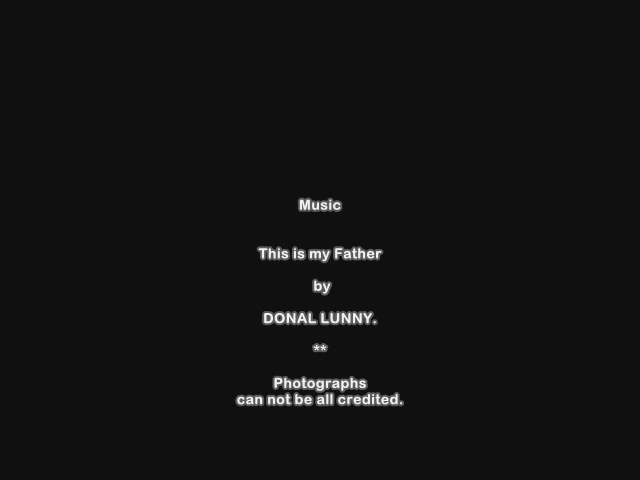 Music
This is my Father
by
DONAL LUNNY.
**
Photographs
can not be all credited.